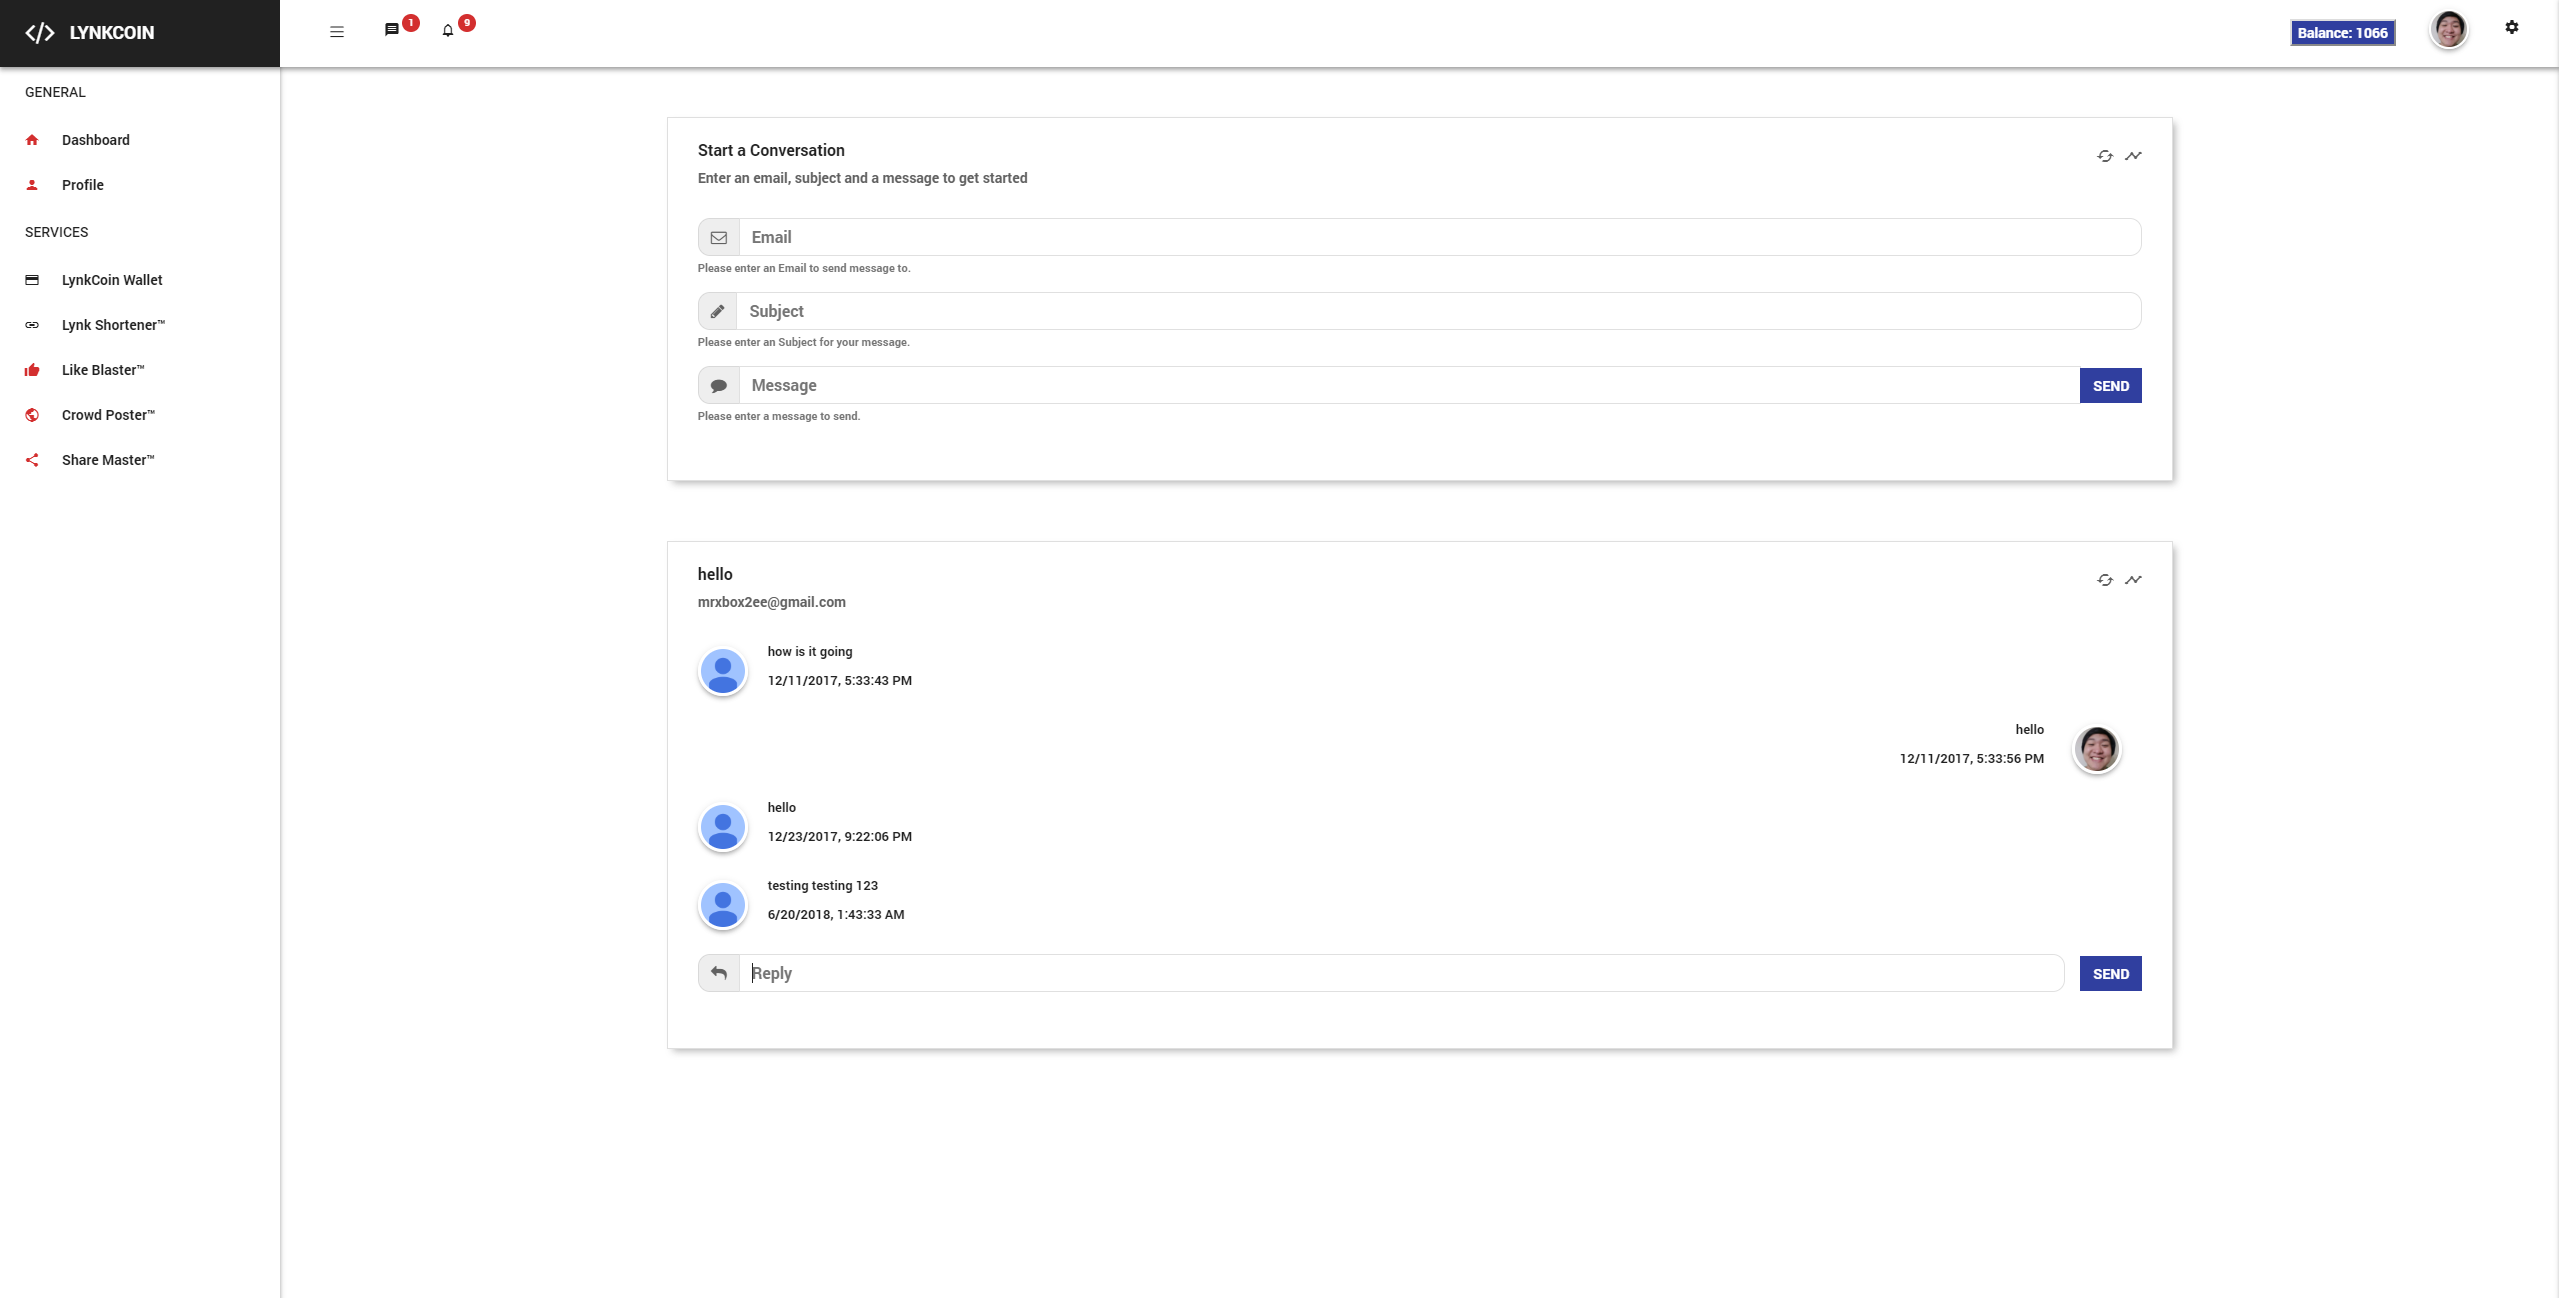 LYNKCOIN
1
9
Balance: 1066
GENERAL
Dashboard
Profile
SERVICES
LynkCoin Wallet
Lynk Shortener™
Like Blaster™
Crowd Poster™
Share Master™
Start a Conversation
Enter an email, subject and a message to get started
Email
Please enter an Email to send message to.
Subject
Please enter an Subject for your message.
Message
SEND
Please enter a message to send.
hello
mrxbox2ee@gmail.com
how is it going
12/11/2017, 5:33:43 PM
hello
12/11/2017, 5:33:56 PM
hello
12/23/2017, 9:22:06 PM
testing testing 123
6/20/2018, 1:43:33 AM
Reply
SEND